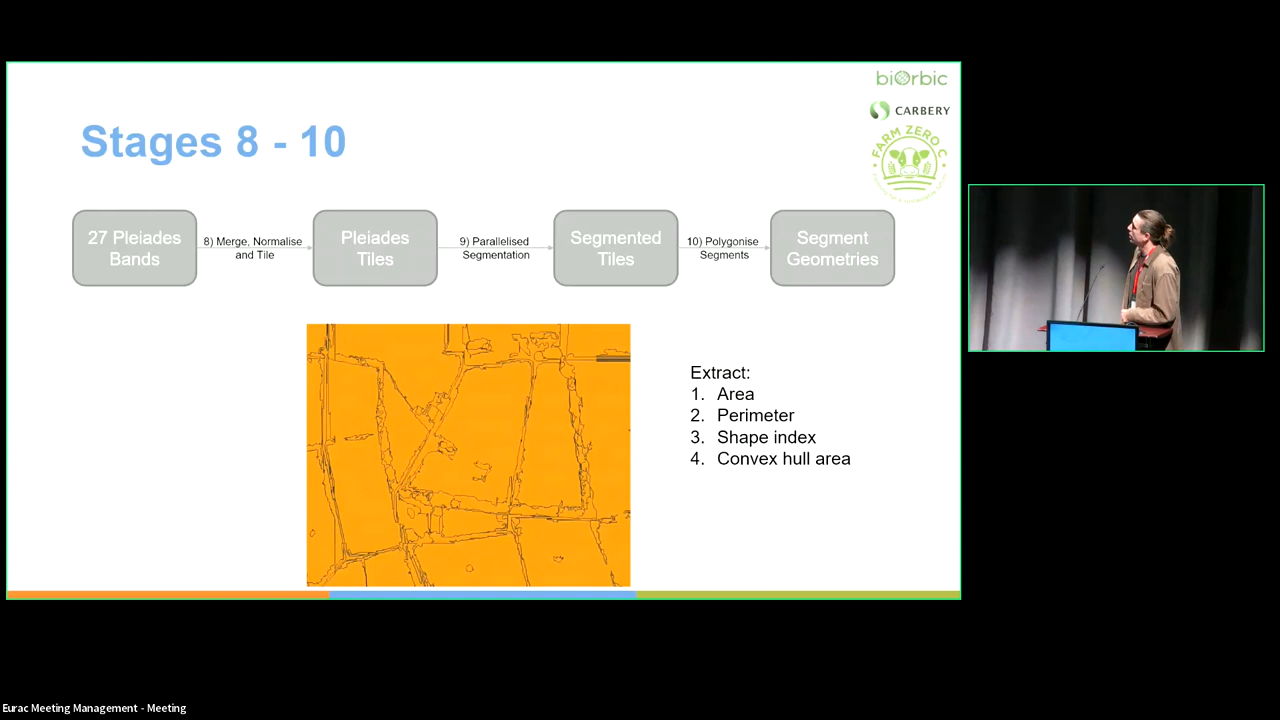 biOrbic
CARBERY
FARM ZERO C
Stages 8 - 10
27 Pleiades
Bands
8) Merge, Normalise
and Tile
Pleiades
Tiles
9) Parallelised
Segmentation
Segmented
Tiles
10) Polygonise
Segments
Segment
Geometries
Extract:
1. Area
2. Perimeter
3. Shape index
4. Convex hull area
Eurac Meeting Management - Meeting